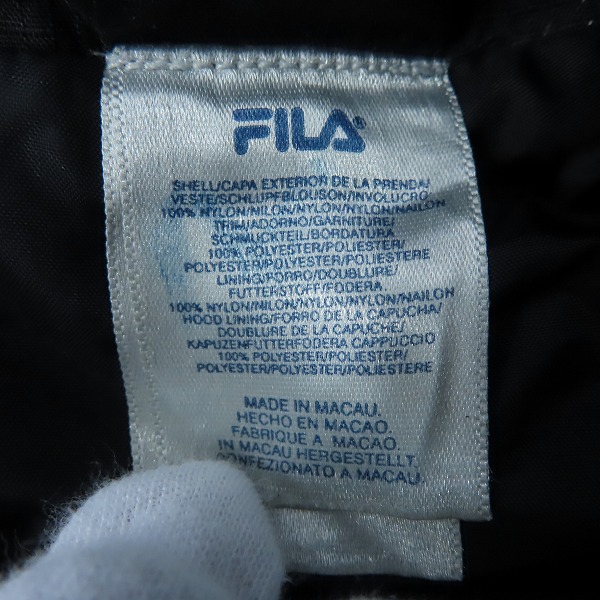 FILA®
SHELL/CAPA EXTERIOR DE LA PRENDA/
VESTE/SCHLUPFBLOUSON/INVOLUCRO
100% NYLON/NILON/NYLON/NYLON/NAILON
TRIM/ADORNO/GARNITURE/
SCHMUCKTEIL/BORDATURA
100% POLYESTER/POLIESTER/
POLYESTER/POLYESTER/POLIESTERE
LINING/FORRO/DOUBLURE/
FUTTERSTOFF/FODERA
100% NYLON/NILON/NYLON/NYLON/NAILON
HOOD LINING/FORRO DE LA CAPUCHA/
DOUBLURE DE LA CAPUCHE/
KAPUZENFUTTERFODERA CAPPUCCIO
100% POLYESTER/POLIESTER/
POLYESTER/POLYESTER/POLIESTERE
MADE IN MACAU.
HECHO EN MACAO.
FABRIQUE A MACAO.
IN MACAU HERGESTELLT.
CONFEZIONATO A MACAU.